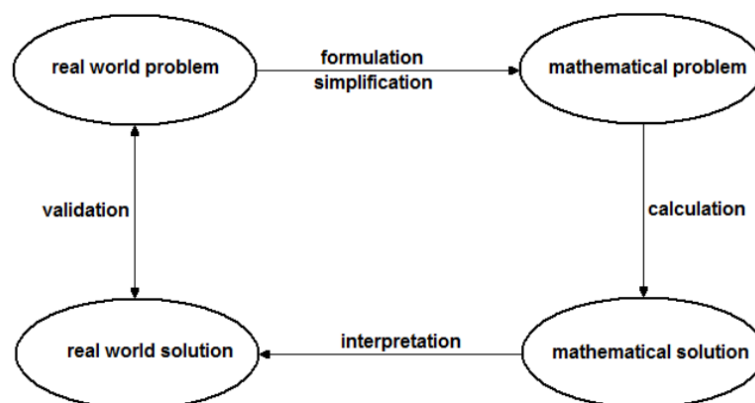 real world problem
formulation
simplification
mathematical problem
validation
calculation
real world solution
interpretation
mathematical solution